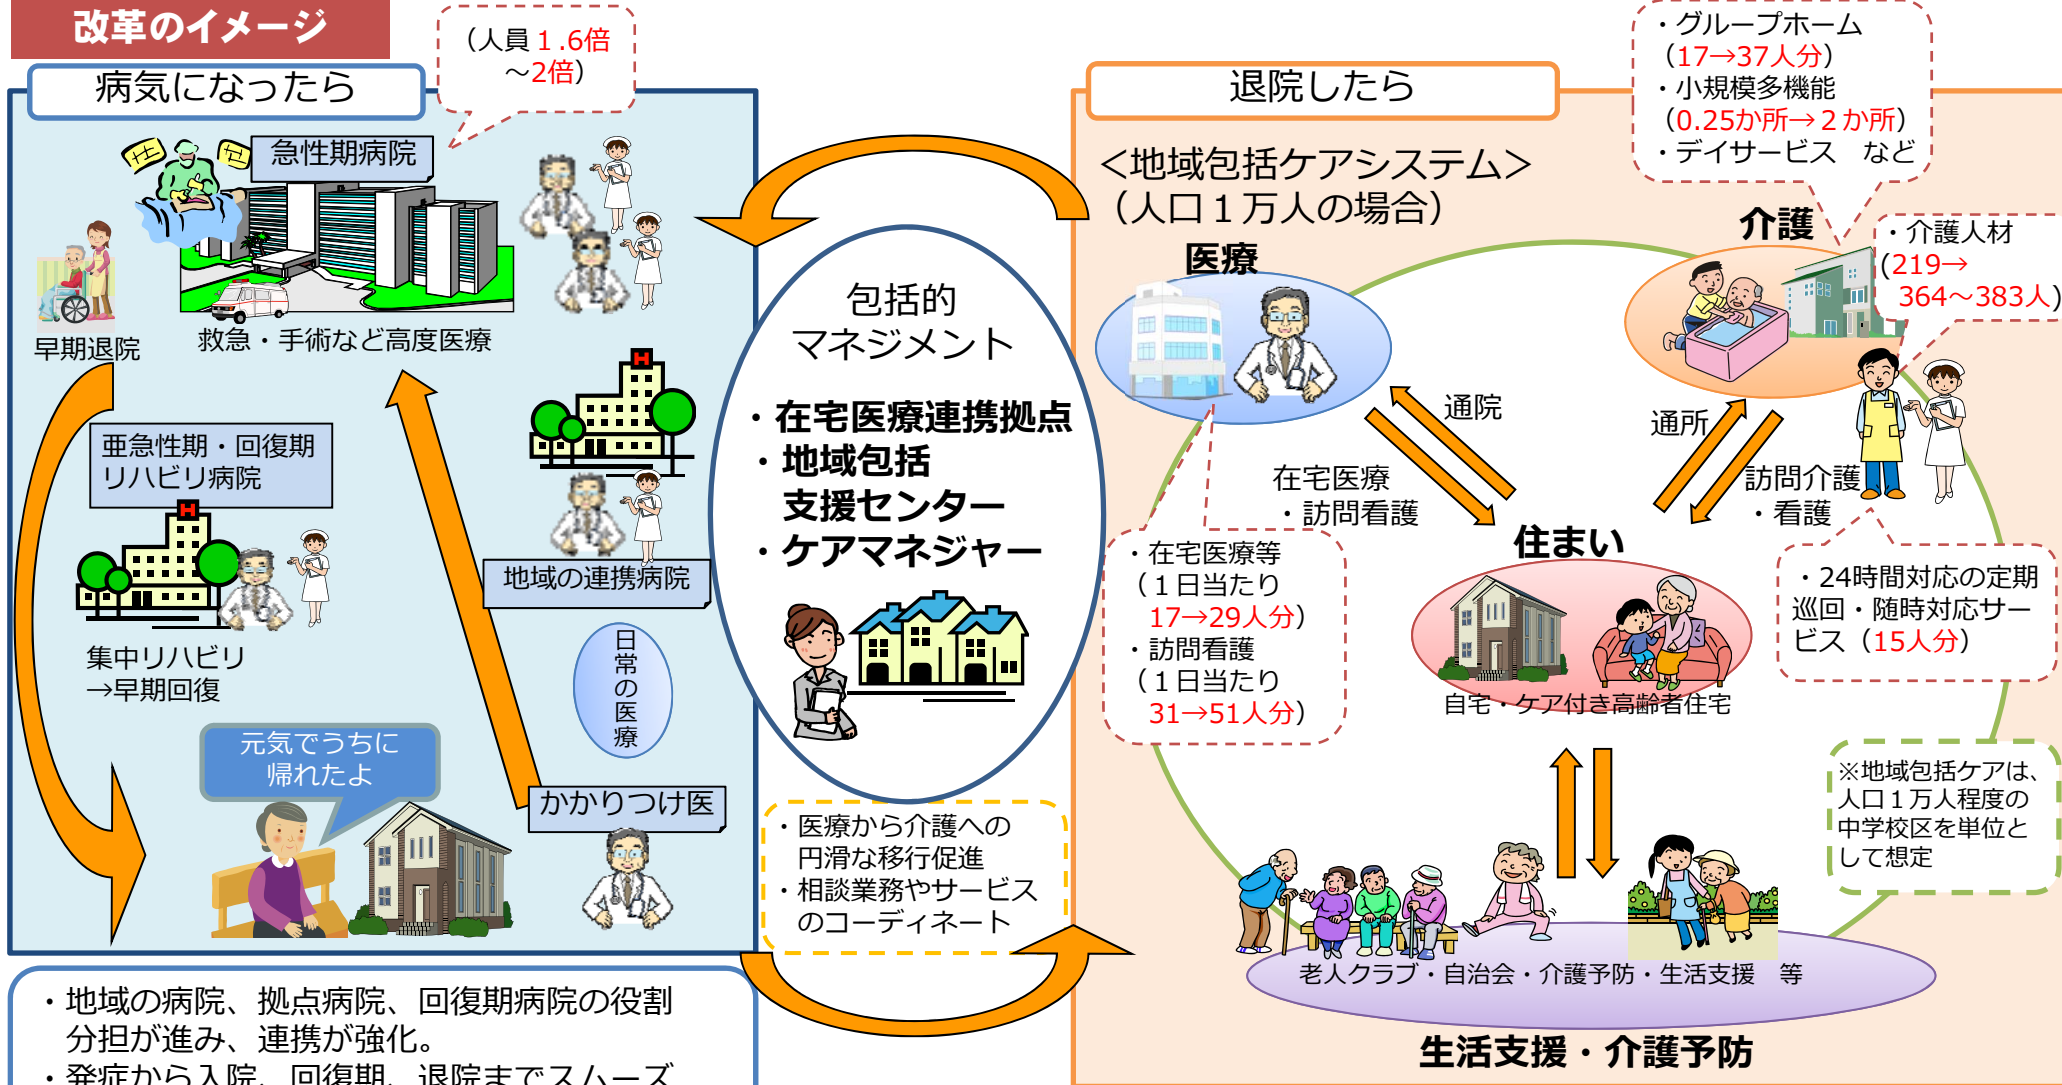 改革のイメージ
病気になったら
（人員１.6倍
～2倍）
急性期病院
救急・手術など高度医療
早期退院
亜急性期・回復期
リハビリ病院
集中リハビリ
→早期回復
地域の連携病院
日常の医療
元気でうちに
帰れたよ
かかりつけ医
包括的
マネジメント
・在宅医療連携拠点
・地域包括
支援センター
・ケアマネジャー
・医療から介護への
円滑な移行促進
・相談業務やサービス
のコーディネート
退院したら
＜地域包括ケアシステム＞
（人口１万人の場合）
・グループホーム
（17→37人分）
・小規模多機能
（0.25か所→２か所）
・デイサービス　など
医療
介護
・介護人材
（219→
364～383人）
通院
通所
在宅医療
・訪問看護
訪問介護
・看護
・在宅医療等
（１日当たり
17→29人分）
・訪問看護
（１日当たり
31→51人分）
住まい
自宅・ケア付き高齢者住宅
・24時間対応の定期
巡回・随時対応サー
ビス（15人分）
※地域包括ケアは、
人口１万人程度の
中学校区を単位と
して想定
老人クラブ・自治会・介護予防・生活支援　等
生活支援・介護予防
・地域の病院、拠点病院、回復期病院の役割
分担が進み、連携が強化。
・発症から入院、回復期、退院までスムーズ